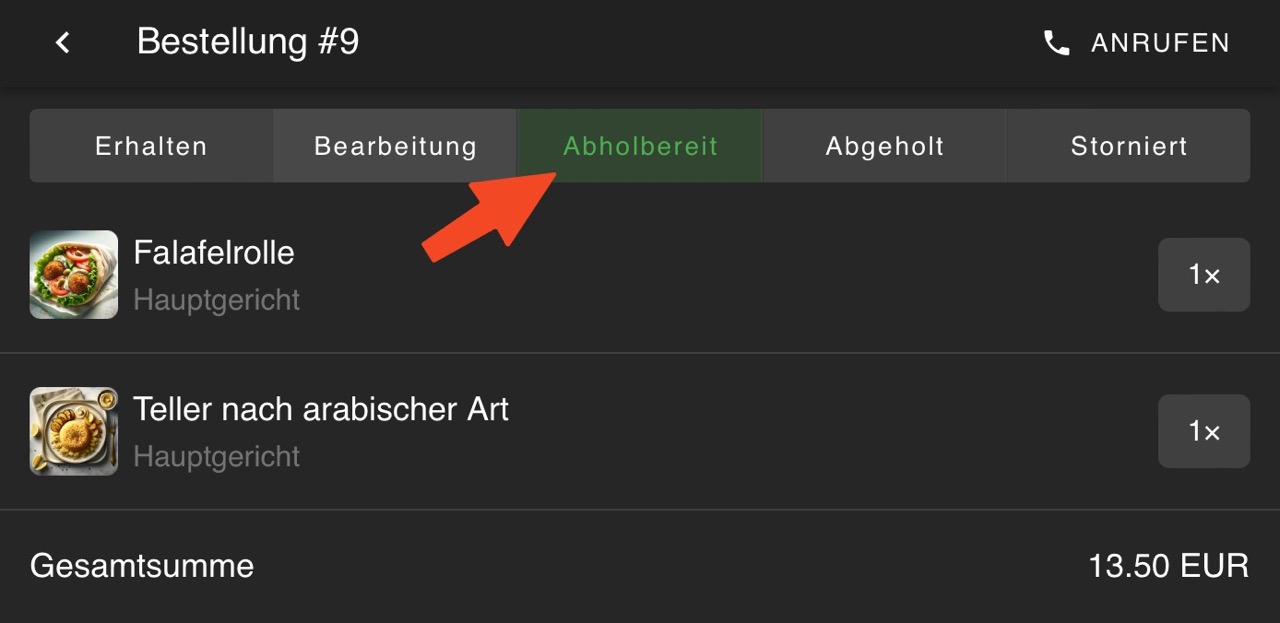 Bestellung #9
ANRUFEN
Erhalten
Bearbeitung
Abholbereit
Abgeholt
Storniert
Falafelrolle
Hauptgericht
1×
Teller nach arabischer Art
Hauptgericht
1×
Gesamtsumme
13.50 EUR